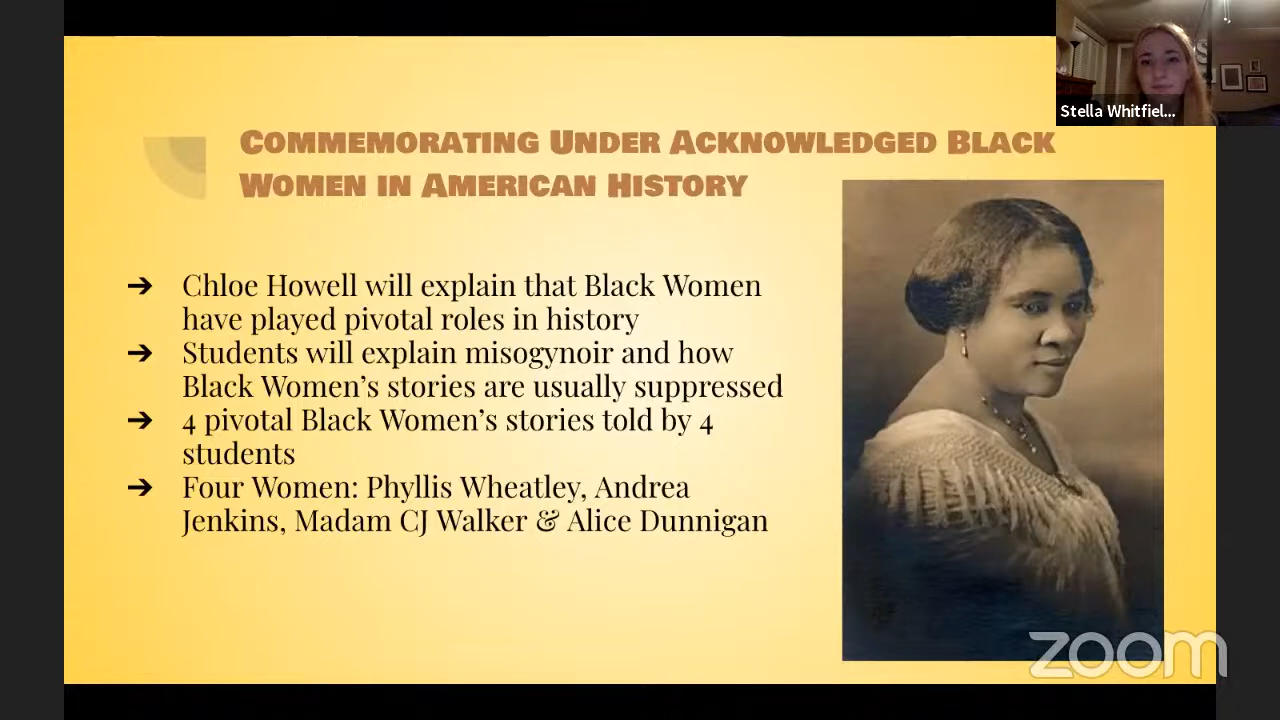 Stella Whitfiel...
Commemorating Under Acknowledged Black
Women in American History
➔ Chloe Howell will explain that Black Women
have played pivotal roles in history
➔ Students will explain misogynoir and how
Black Women’s stories are usually suppressed
➔ 4 pivotal Black Women’s stories told by 4
students
➔ Four Women: Phyllis Wheatley, Andrea
Jenkins, Madam CJ Walker & Alice Dunnigan
zoom